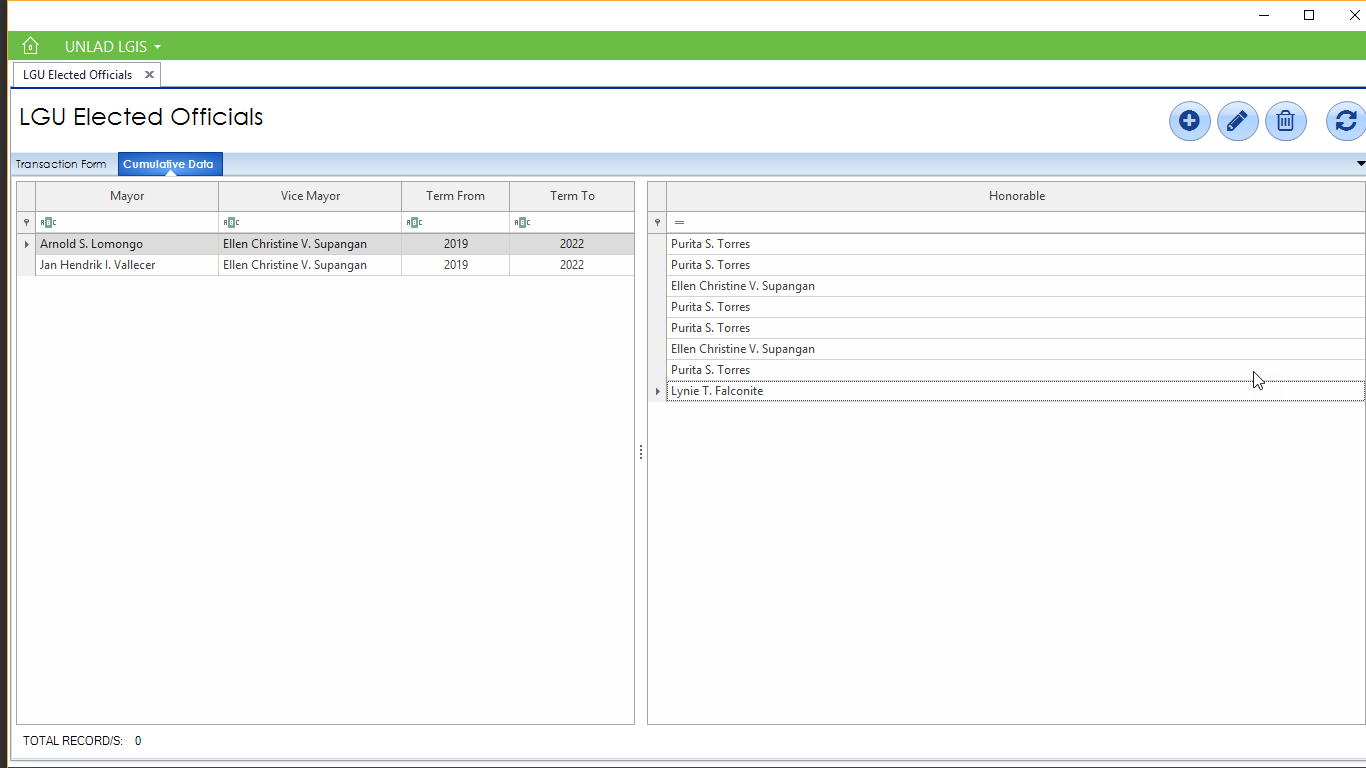 UNLAD LGIS
LGU Elected Officials
LGU Elected Officials
Transaction Form Cumulative Data
Mayor Vice Mayor Term From Term To
Arnold S. Lomongo Ellen Christine V. Supangan 2019 2022
Jan Hendrik I. Vallecer Ellen Christine V. Supangan 2019 2022
Honorable
=
Purita S. Torres
Purita S. Torres
Ellen Christine V. Supangan
Purita S. Torres
Purita S. Torres
Ellen Christine V. Supangan
Purita S. Torres
Lynie T. Falconite
TOTAL RECORD/S: 0